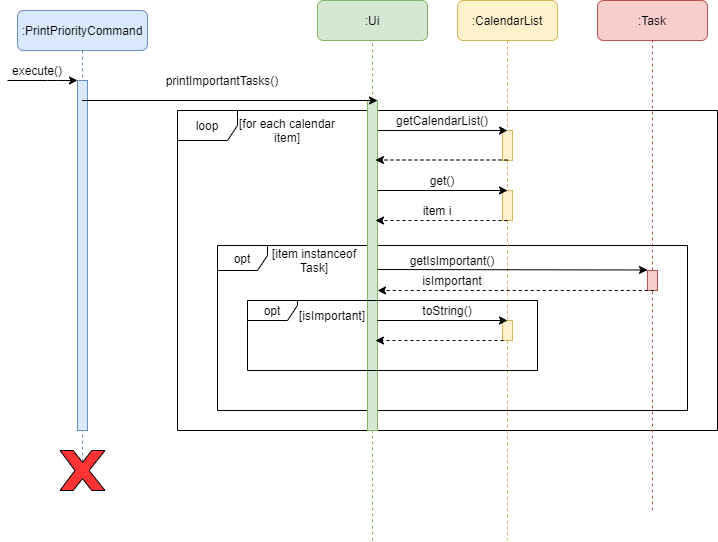 :PrintPriorityCommand
:Ui
:CalendarList
:Task
execute()
printImportantTasks()
loop
[for each calendar
item]
getCalendarList()
get()
item i
opt
[item instanceof
Task]
getIsImportant()
isImportant
opt
[isImportant]
toString()